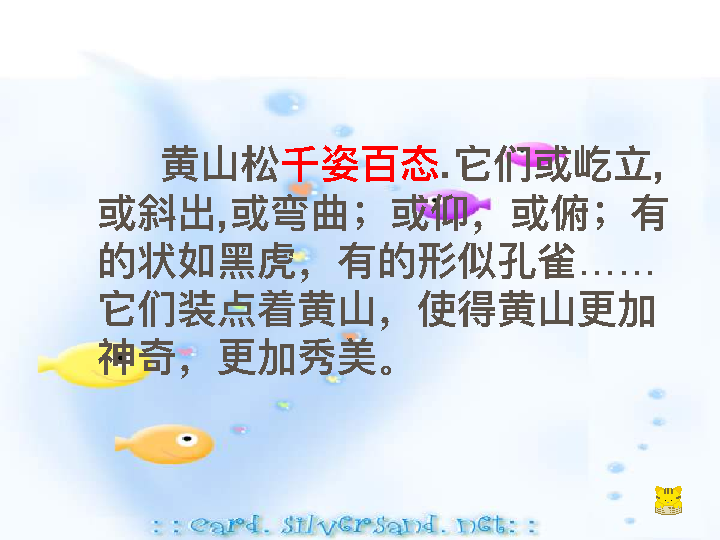 黄山松千姿百态.它们或屹立,
或斜出,或弯曲；或仰，或俯；有
的状如黑虎，有的形似孔雀……
它们装点着黄山，使得黄山更加
神奇，更加秀美。
::card.silversand.net::